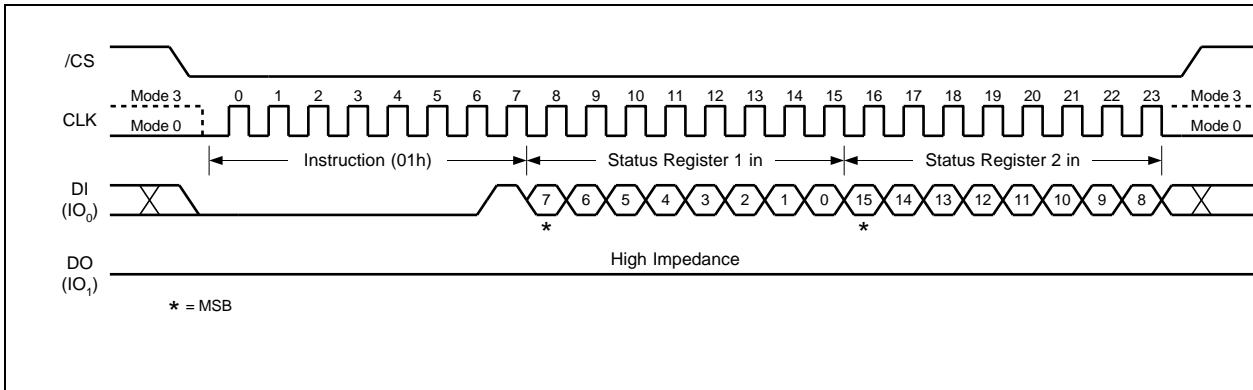 /CS
Mode 3 0 1 2 3 4 5 6 7 8 9 10 11 12 13 14 15 16 17 18 19 20 21 22 23 Mode 3
CLK
Mode 0 Mode 0
Instruction (01h) Status Register 1 in Status Register 2 in
DI
(IO0) 7 6 5 4 3 2 1 0 15 14 13 12 11 10 9 8
* *
DO High Impedance
(IO1)
* = MSB